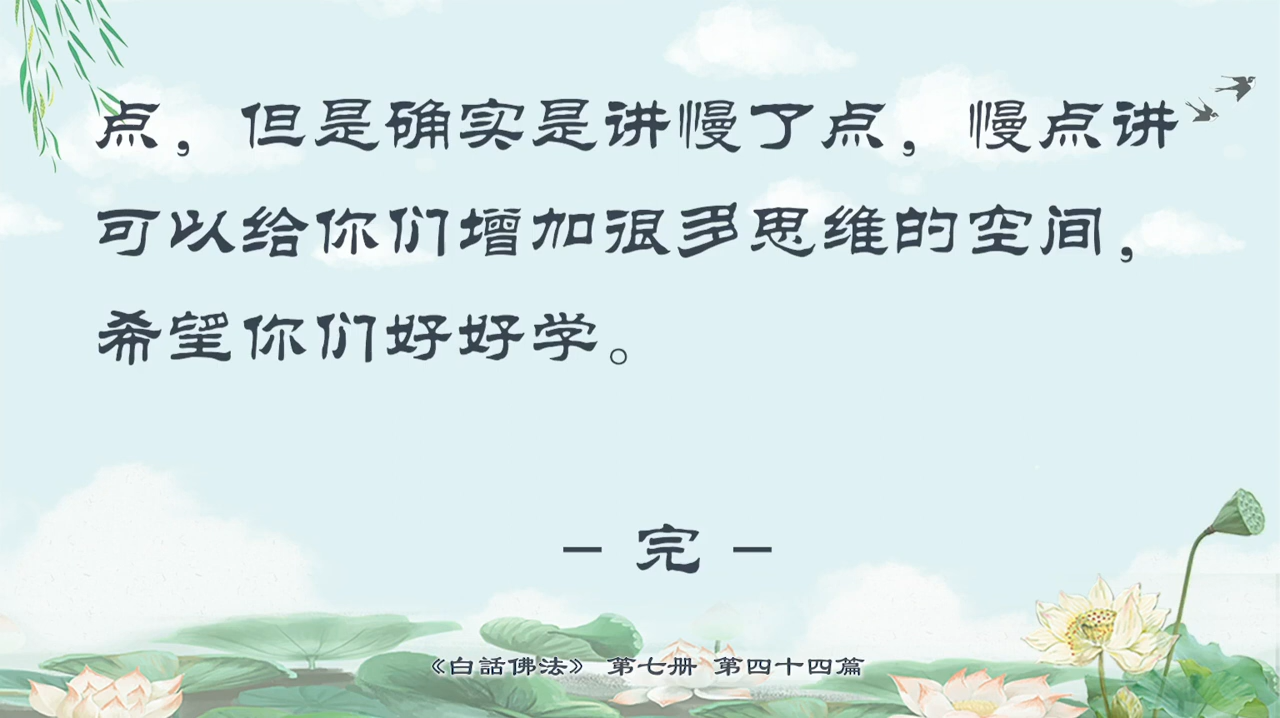 点，但是确实是讲慢了点，慢点讲
可以给你们增加很多思维的空间，
希望你们好好学。
－ 完 －
《白話佛法》 第七册 第四十四篇